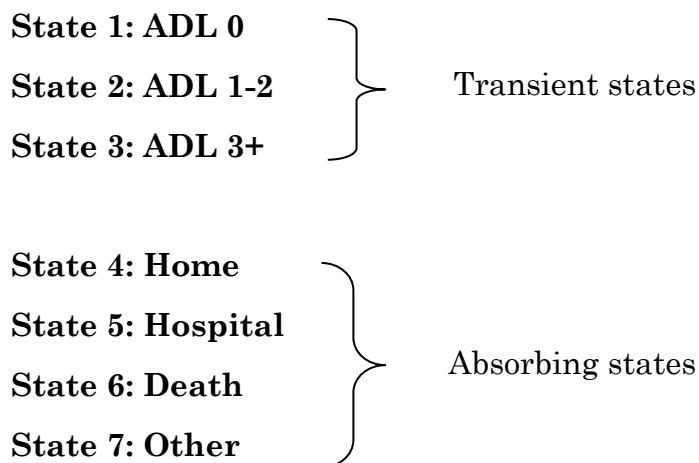 State 1: ADL 0
State 2: ADL 1-2
State 3: ADL 3+
Transient states
State 4: Home
State 5: Hospital
State 6: Death
State 7: Other
Absorbing states